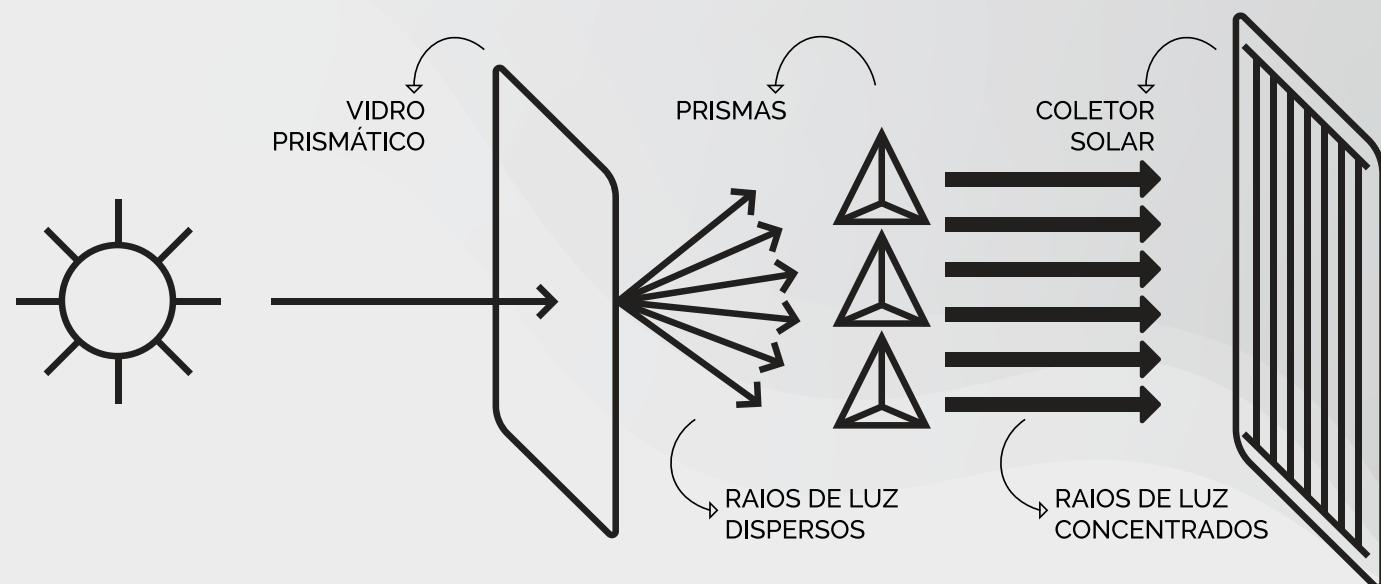 VIDRO
PRISMÁTICO
PRISMAS
COLETOR
SOLAR
RAIOS DE LUZ
DISPERSOS
RAIOS DE LUZ
CONCENTRADOS